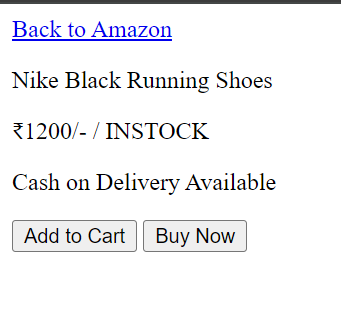 Back to Amazon
Nike Black Running Shoes
₹1200/- / INSTOCK
Cash on Delivery Available
Add to Cart Buy Now